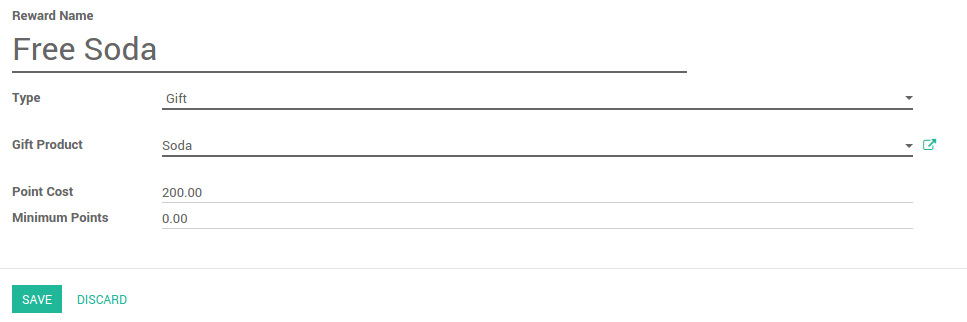 Reward Name
Free Soda
Type Gift
Gift Product Soda
Point Cost 200.00
Minimum Points 0.00
SAVE DISCARD